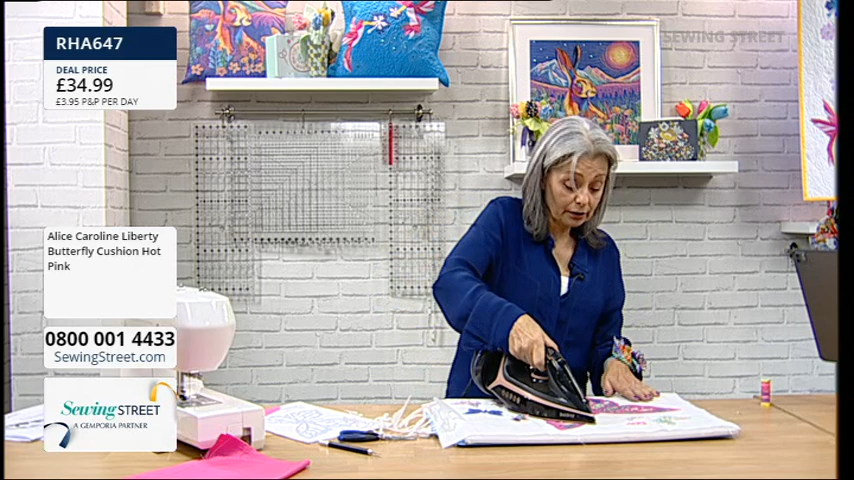 RHA647
SEWING STREET
DEAL PRICE
£34.99
£3.95 P&P PER DAY
Alice Caroline Liberty
Butterfly Cushion Hot
Pink
0800 001 4433
SewingStreet.com
Sewing STREET
A GEMPORIA PARTNER